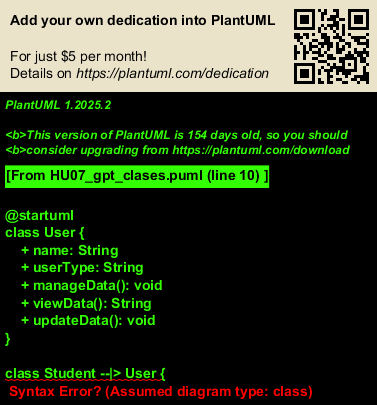 Add your own dedication into PlantUML
For just $5 per month!
Details on https://plantuml.com/dedication
PlantUML 1.2025.2
<b>This version of PlantUML is 154 days old, so you should
<b>consider upgrading from https://plantuml.com/download
[From HU07_gpt_clases.puml (line 10) ]
@startuml
class User {
+ name: String
+ userType: String
+ manageData(): void
+ viewData(): String
+ updateData(): void
}
class Student --|> User {
Syntax Error? (Assumed diagram type: class)